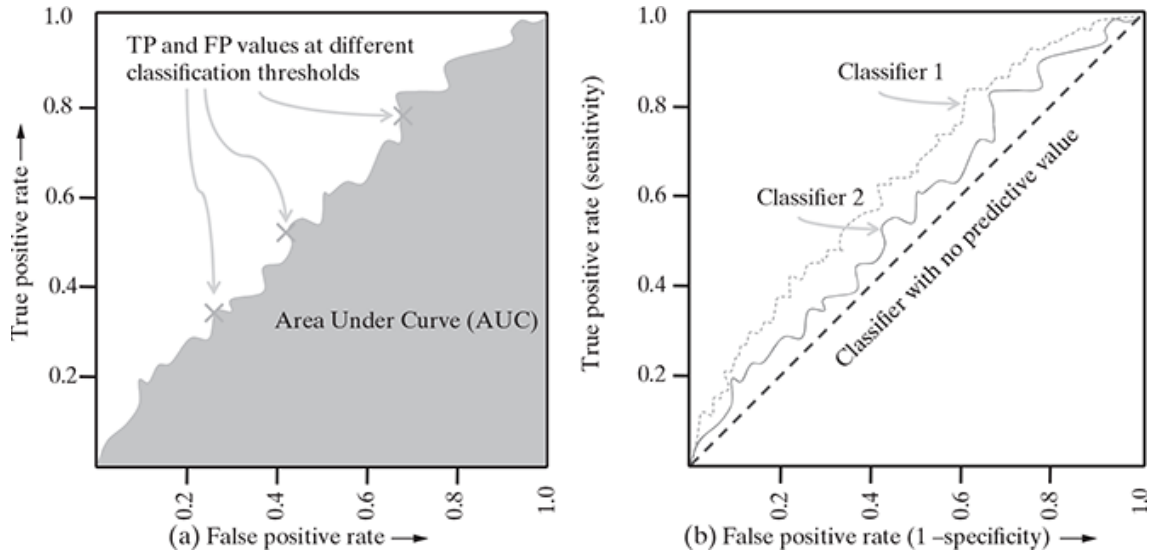 1.0
TP and FP values at different
classification thresholds
0.8
0.6
0.4
0.2
True positive rate
Area Under Curve (AUC)
0.2
0.4
0.6
0.8
1.0
(a) False positive rate
1.0
0.8
0.6
0.4
0.2
True positive rate (sensitivity)
Classifier 1
Classifier 2
Classifier with no predictive value
0.2
0.4
0.6
0.8
1.0
(b) False positive rate (1 –specificity)